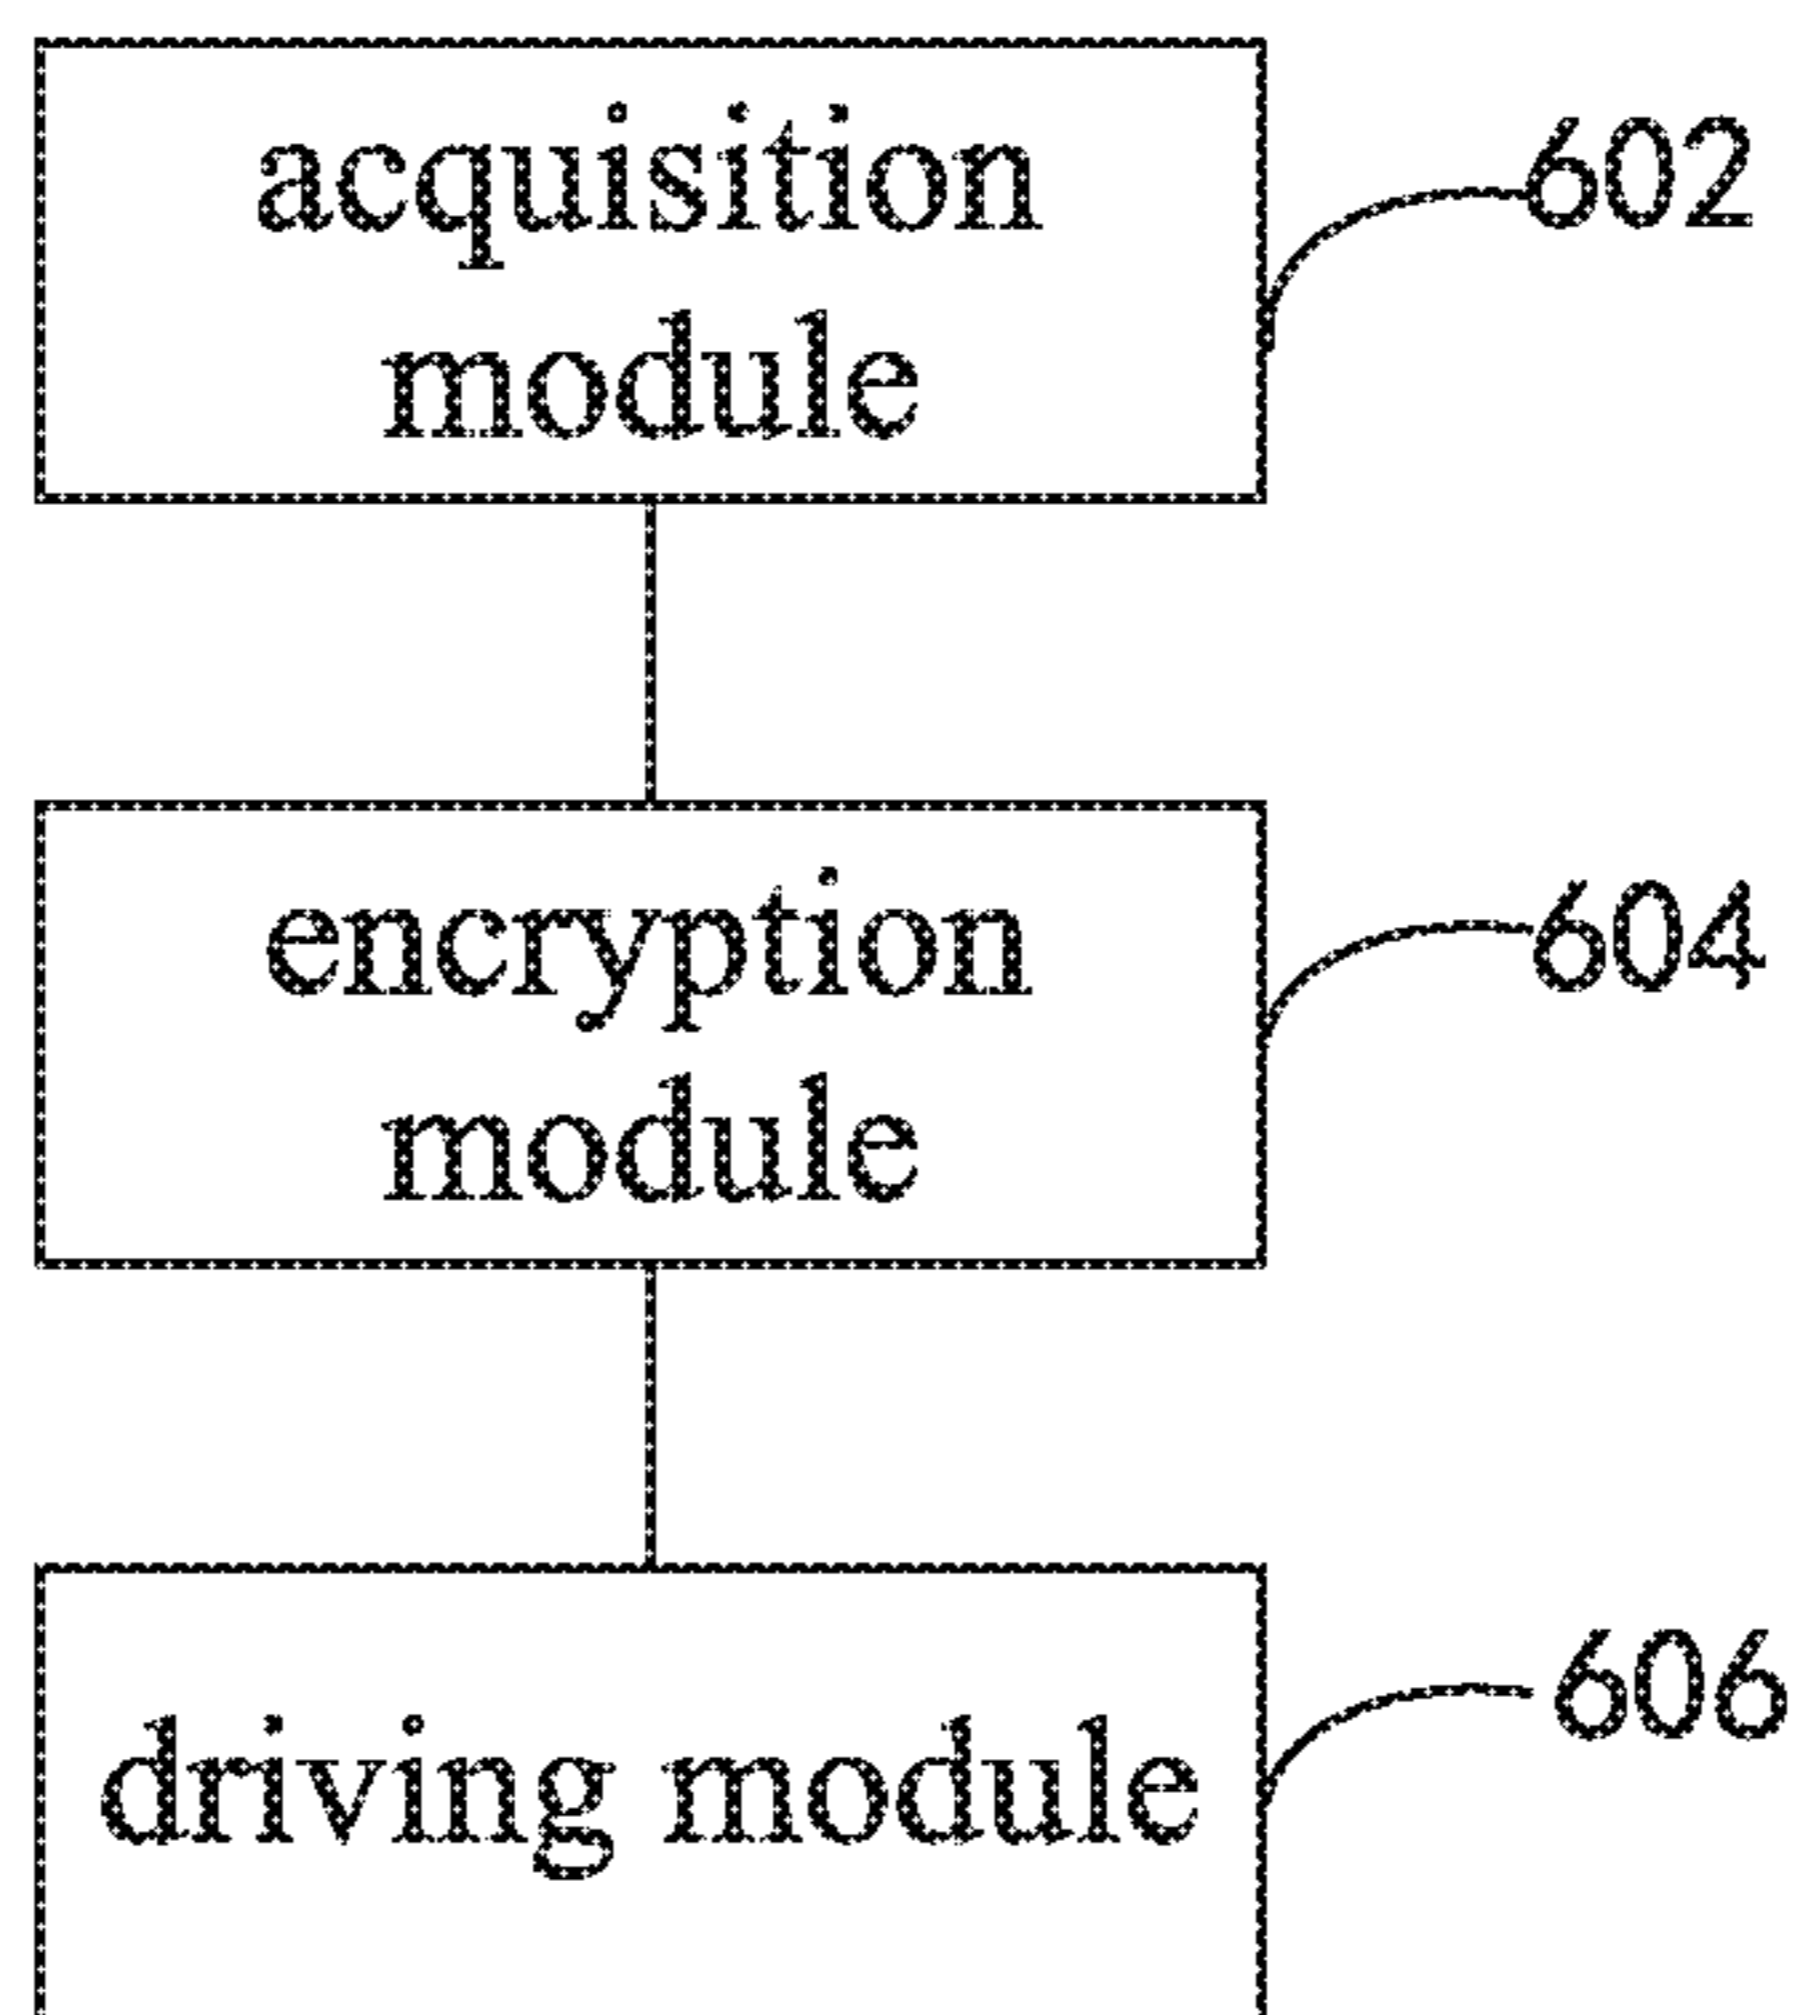 acquisition
module
602
encryption
module
604
driving module
606